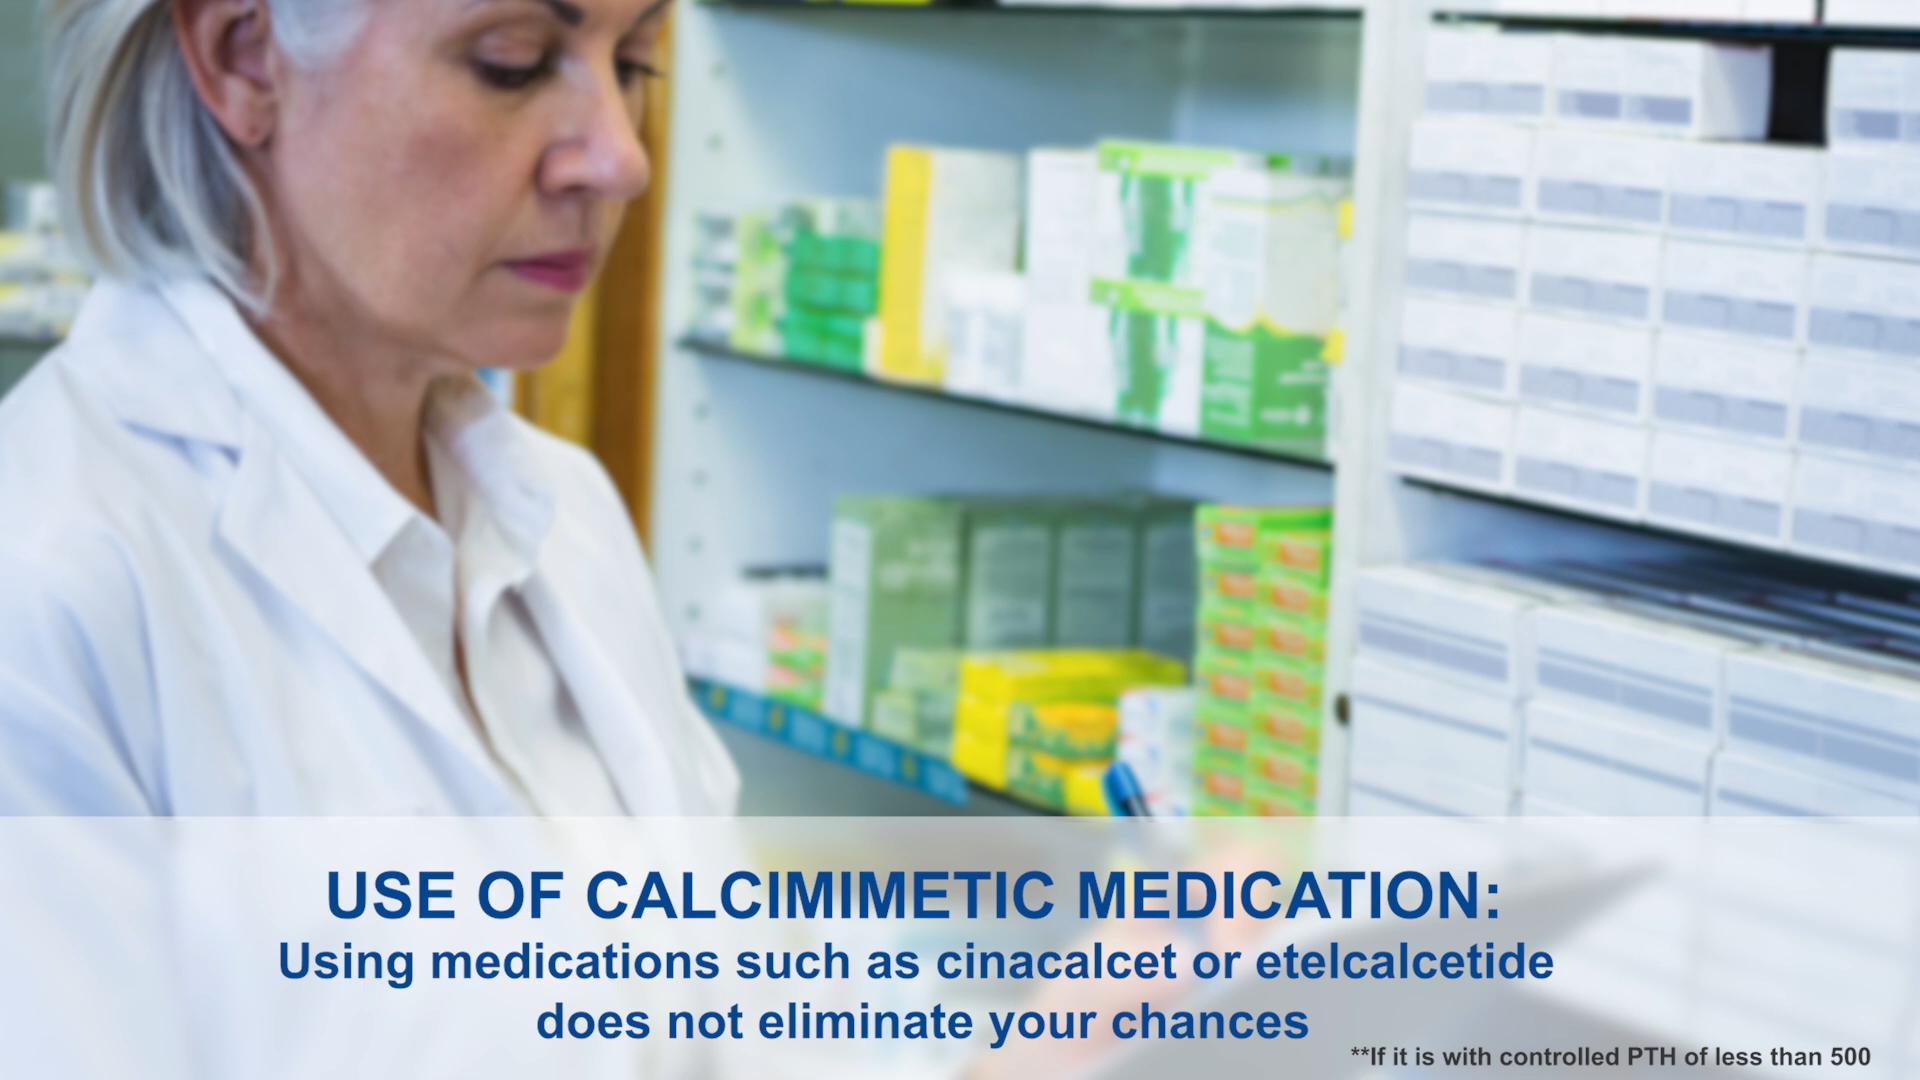 USE OF CALCIMIMETIC MEDICATION:
Using medications such as cinacalcet or etelcalcetide
does not eliminate your chances
**If it is with controlled PTH of less than 500